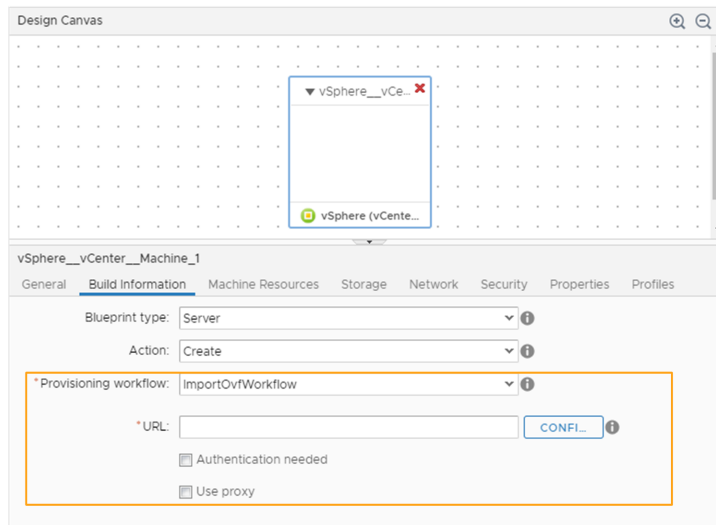 Design Canvas
vSphere__vCe...
vSphere (vCente...
vSphere__vCenter__Machine_1
General Build Information Machine Resources Storage Network Security Properties Profiles
Blueprint type: Server
Action: Create
*Provisioning workflow: ImportOvfWorkflow
*URL: CONFI...
Authentication needed
Use proxy